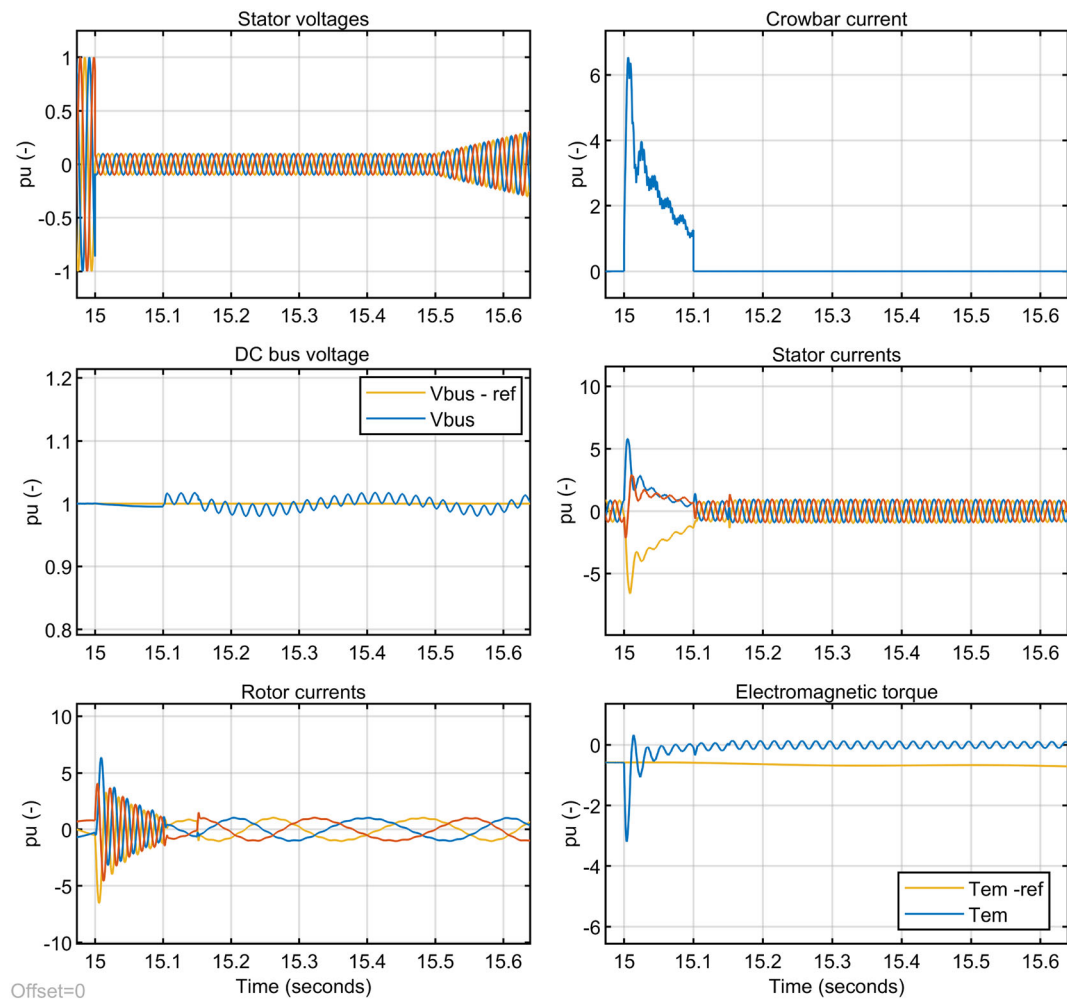 Stator voltages
1
0.5
0
-0.5
-1
pu (-)
15 15.1 15.2 15.3 15.4 15.5 15.6
Crowbar current
6
4
2
0
pu (-)
15 15.1 15.2 15.3 15.4 15.5 15.6
DC bus voltage
1.2
1.1
1
0.9
0.8
pu (-)
Vbus - ref
Vbus
15 15.1 15.2 15.3 15.4 15.5 15.6
Stator currents
10
5
0
-5
pu (-)
15 15.1 15.2 15.3 15.4 15.5 15.6
Rotor currents
10
5
0
-5
-10
pu (-)
15 15.1 15.2 15.3 15.4 15.5 15.6
Time (seconds)
Electromagnetic torque
0
-2
-4
-6
pu (-)
Tem -ref
Tem
15 15.1 15.2 15.3 15.4 15.5 15.6
Time (seconds)
Offset=0